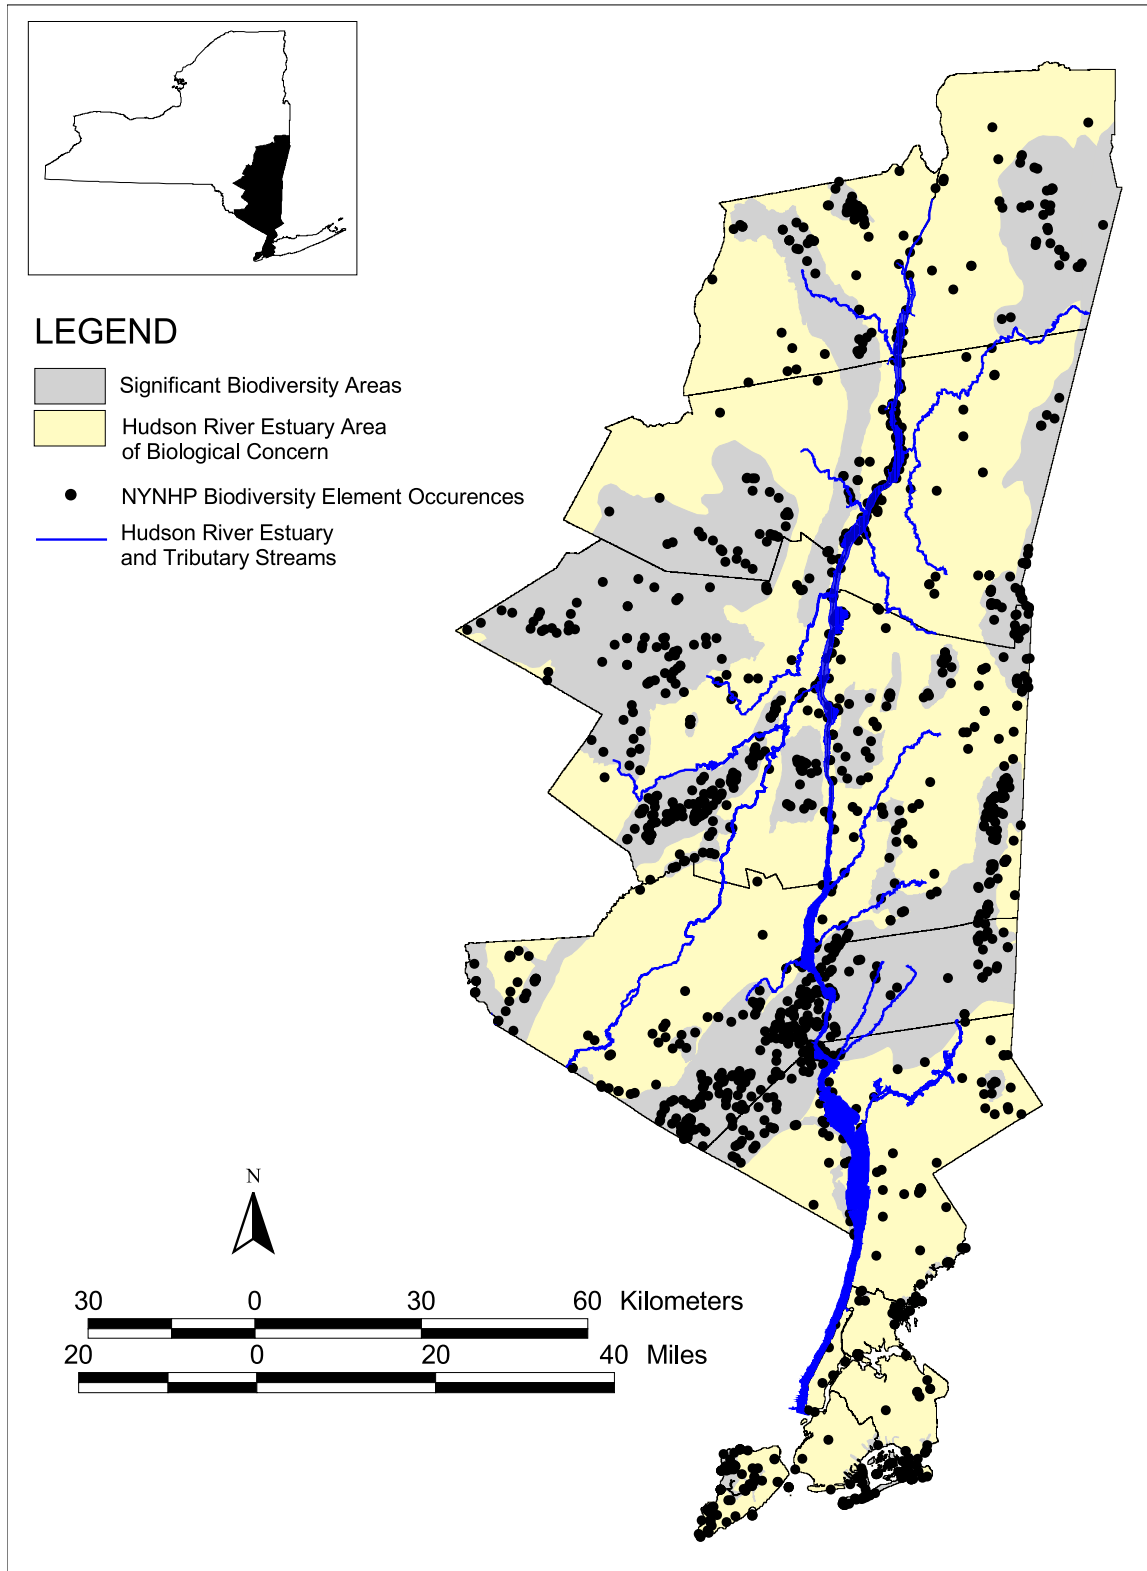 LEGEND
Significant Biodiversity Areas
Hudson River Estuary Area
of Biological Concern
NYNHP Biodiversity Element Occurences
Hudson River Estuary
and Tributary Streams
N
30 0 30 60 Kilometers
20 0 20 40 Miles